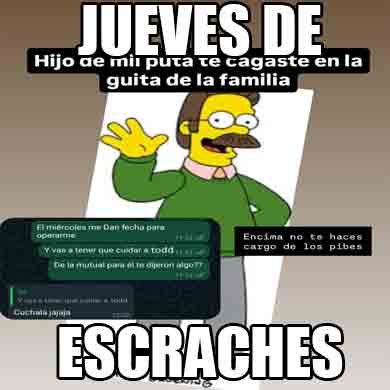 JUEVES DE
Hijo de mil puta te cagaste en la
guita de la familia
El miércoles me Dan fecha para
operarme
Y vas a tener que cuidar a todd
De la mutual para él te dijeron algo??
Y vas a tener que cuidar a todd
Cuchala jajaja
Encima no te haces
cargo de los pibes
ESCRACHES